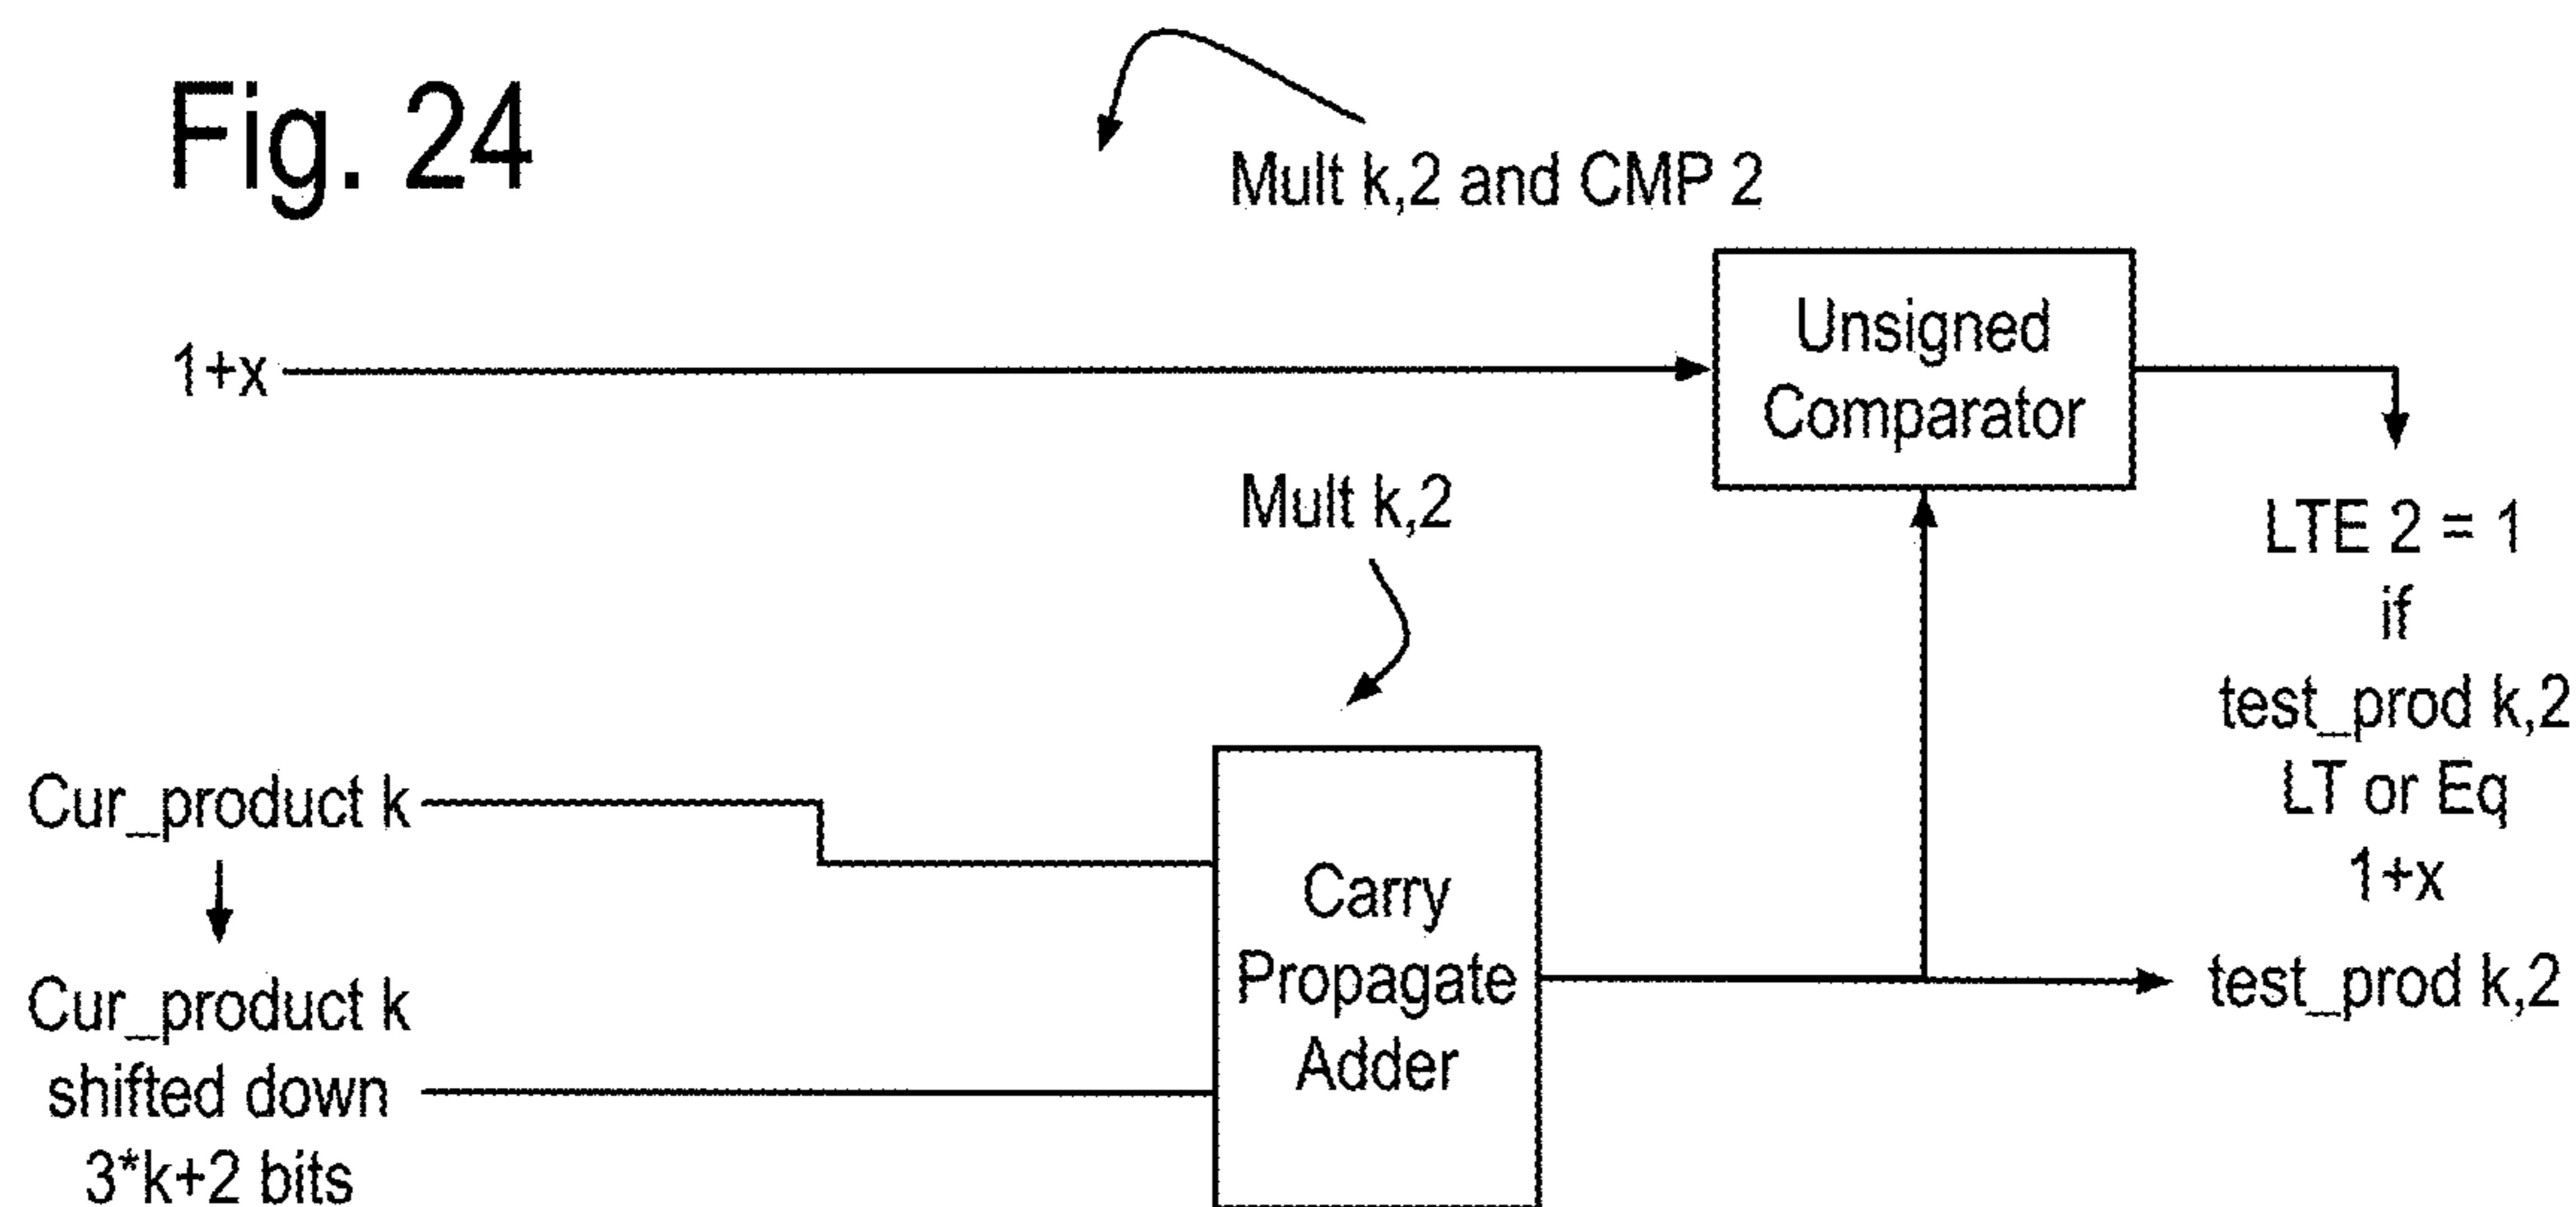 Fig. 24
Mult k,2 and CMP 2
1+x
Unsigned
Comparator
Mult k,2
LTE 2 = 1
if
test_prod k,2
LT or Eq
1+x
Cur_product k
Cur_product k
shifted down
3*k+2 bits
Carry
Propagate
Adder
test_prod k,2